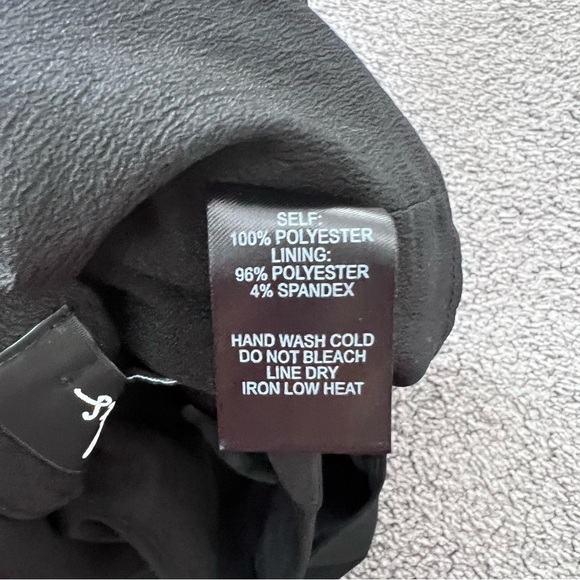 SELF:
100% POLYESTER
LINING:
96% POLYESTER
4% SPANDEX
HAND WASH COLD
DO NOT BLEACH
LINE DRY
IRON LOW HEAT